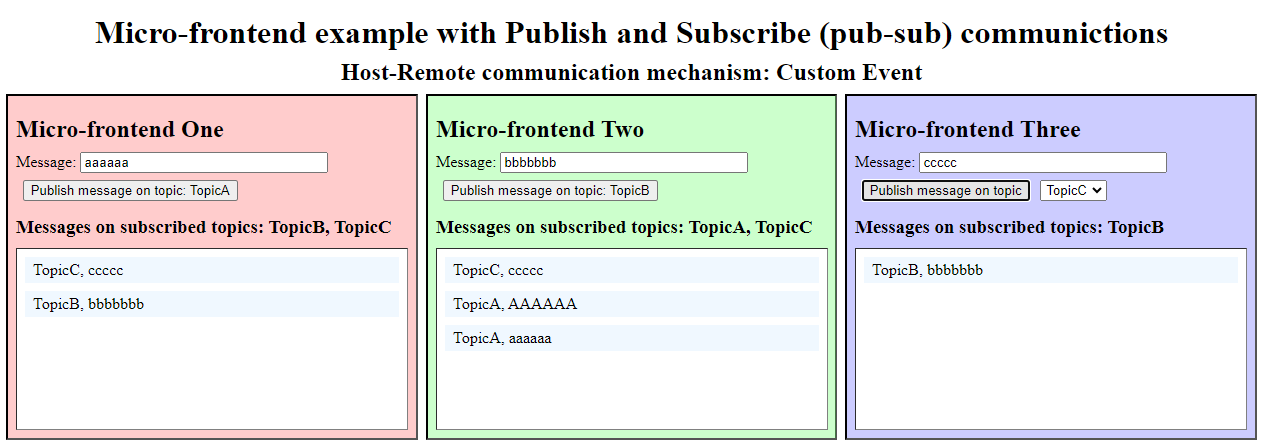 Micro-frontend example with Publish and Subscribe (pub-sub) communictions
Host-Remote communication mechanism: Custom Event
Micro-frontend One
Message: aaaaaa
Publish message on topic: TopicA
Messages on subscribed topics: TopicB, TopicC
TopicC, ccccc
TopicB, bbbbbbb
Micro-frontend Two
Message: bbbbbbb
Publish message on topic: TopicB
Messages on subscribed topics: TopicA, TopicC
TopicC, ccccc
TopicA, AAAAAA
TopicA, aaaaaa
Micro-frontend Three
Message: ccccc
Publish message on topic TopicC
Messages on subscribed topics: TopicB
TopicB, bbbbbbb